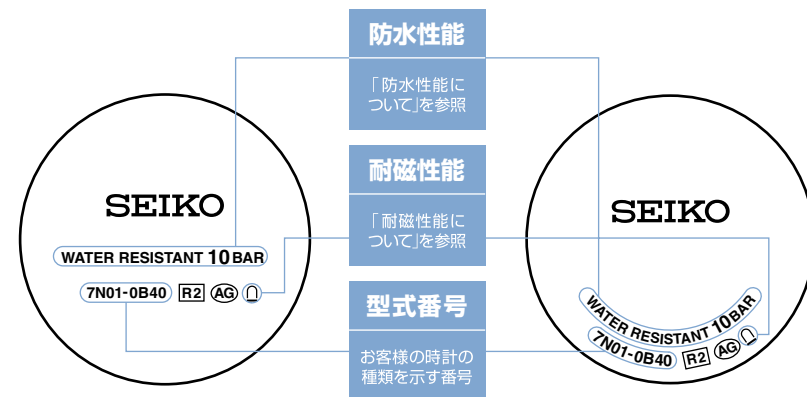 防水性能
「防水性能に
ついて」を参照
耐磁性能
「耐磁性能に
ついて」を参照
型式番号
お客様の時計の
種類を示す番号
SEIKO
WATER RESISTANT 10 BAR
7N01-0B40 R2 AG
SEIKO
WATER RESISTANT 10 BAR
7N01-0B40 R2 AG